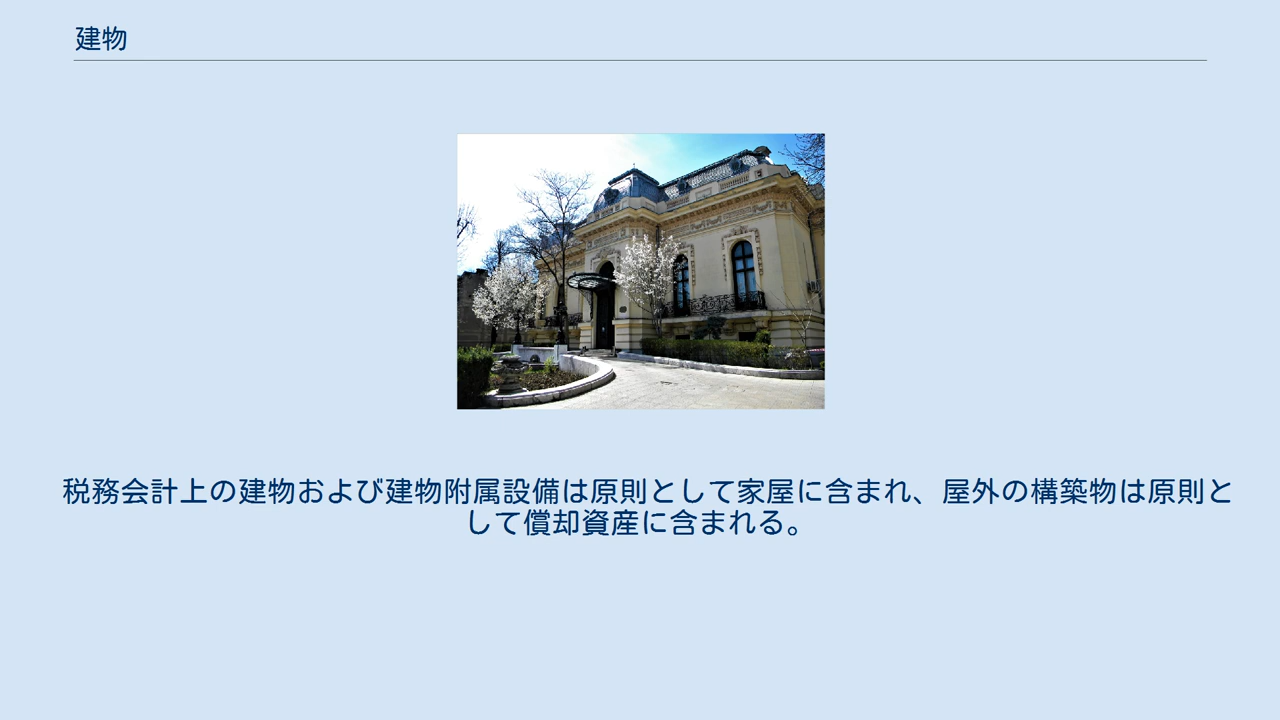 建物
税務会計上の建物および建物附属設備は原則として家屋に含まれ、屋外の構築物は原則と
して償却資産に含まれる。